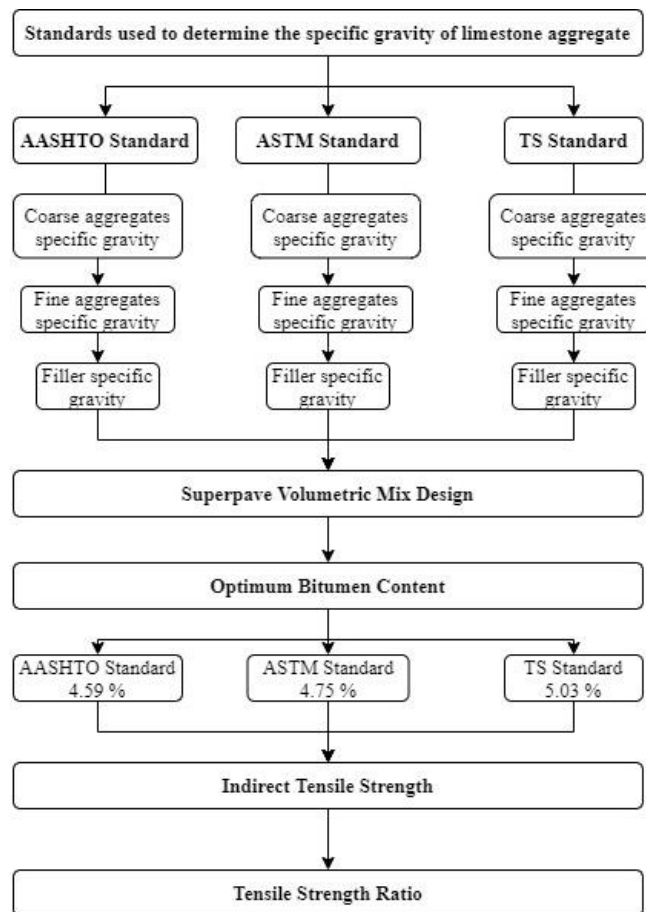 Standards used to determine the specific gravity of limestone aggregate
AASHTO Standard
ASTM Standard
TS Standard
Coarse aggregates
specific gravity
Coarse aggregates
specific gravity
Coarse aggregates
specific gravity
Fine aggregates
specific gravity
Fine aggregates
specific gravity
Fine aggregates
specific gravity
Filler specific
gravity
Filler specific
gravity
Filler specific
gravity
Superpave Volumetric Mix Design
Optimum Bitumen Content
AASHTO Standard
4.59 %
ASTM Standard
4.75 %
TS Standard
5.03 %
Indirect Tensile Strength
Tensile Strength Ratio